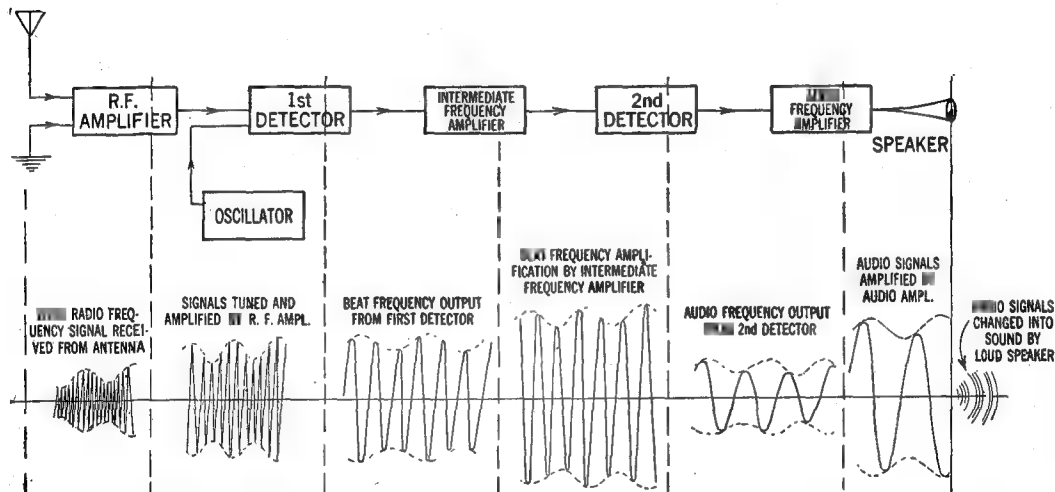 R.F.
AMPLIFIER
1st
DETECTOR
INTERMEDIATE
FREQUENCY
AMPLIFIER
2nd
DETECTOR
FREQUENCY
SPEAKER
OSCILLATOR
RADIO FREQ-
UENCY SIGNAL RECEI-
VED FROM ANTENNA
SIGNALS TUNED AND
AMPLIFIED R. F. AMPL.
BEAT FREQUENCY OUTPUT
FROM FIRST DETECTOR
FREQUENCY AMPLI-
FICATION BY INTERMEDIATE
FREQUENCY AMPLIFIER
AUDIO FREQUENCY OUTPUT
2nd DETECTOR
AUDIO SIGNALS
AMPLIFIED
AUDIO AMPL.
SIGNALS
CHANGED INTO
SOUND BY
LOUD SPEAKER